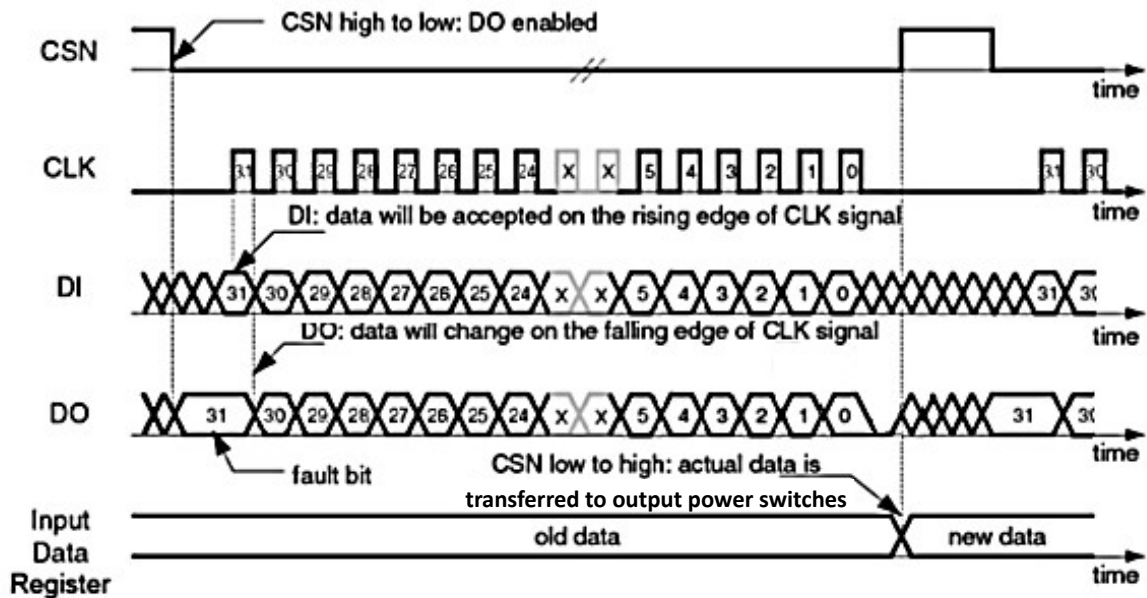 CSN high to low: DO enabled
CSN
time
CLK
31 30 29 28 27 26 25 24 X X 5 4 3 2 1 0 31 30
time
DI: data will be accepted on the rising edge of CLK signal
DI
31 30 29 28 27 26 25 24 X X 5 4 3 2 1 0 31 30
time
DO: data will change on the falling edge of CLK signal
DO
31 30 29 28 27 26 25 24 X X 5 4 3 2 1 0 31 30
time
fault bit
CSN low to high: actual data is
transferred to output power switches
Input
Data
Register
old data
new data
time